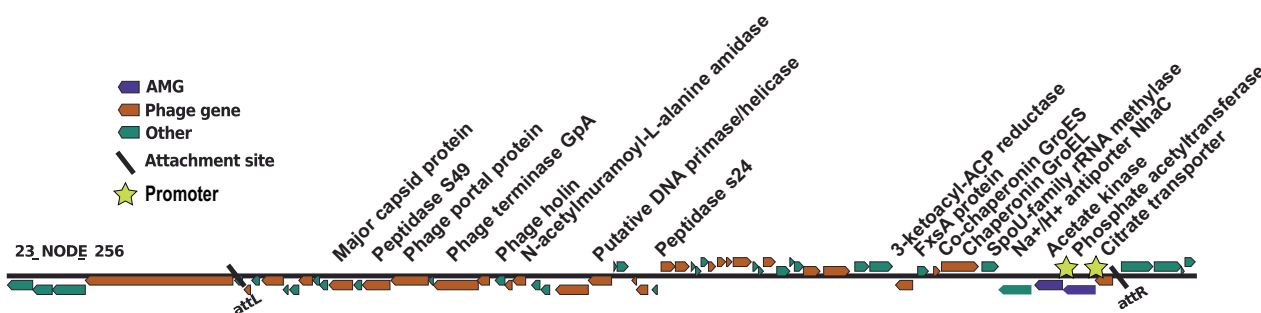 AMG
Phage gene
Other
Attachment site
Promoter
23_NODE_256
attL
Major capsid protein
Peptidase S49
Phage portal protein
Phage terminase GpA
Phage holin
N-acetylmuramoyl-L-alanine amidase
Putative DNA primase/helicase
Peptidase s24
3-ketoacyl-ACP reductase
FxsA protein
Co-chaperonin GroES
Chaperonin GroEL
SpoU-family rRNA methylase
Na+/H+ antiporter NhaC
Acetate kinase
Phosphate acetyltransferase
Citrate transporter
attR